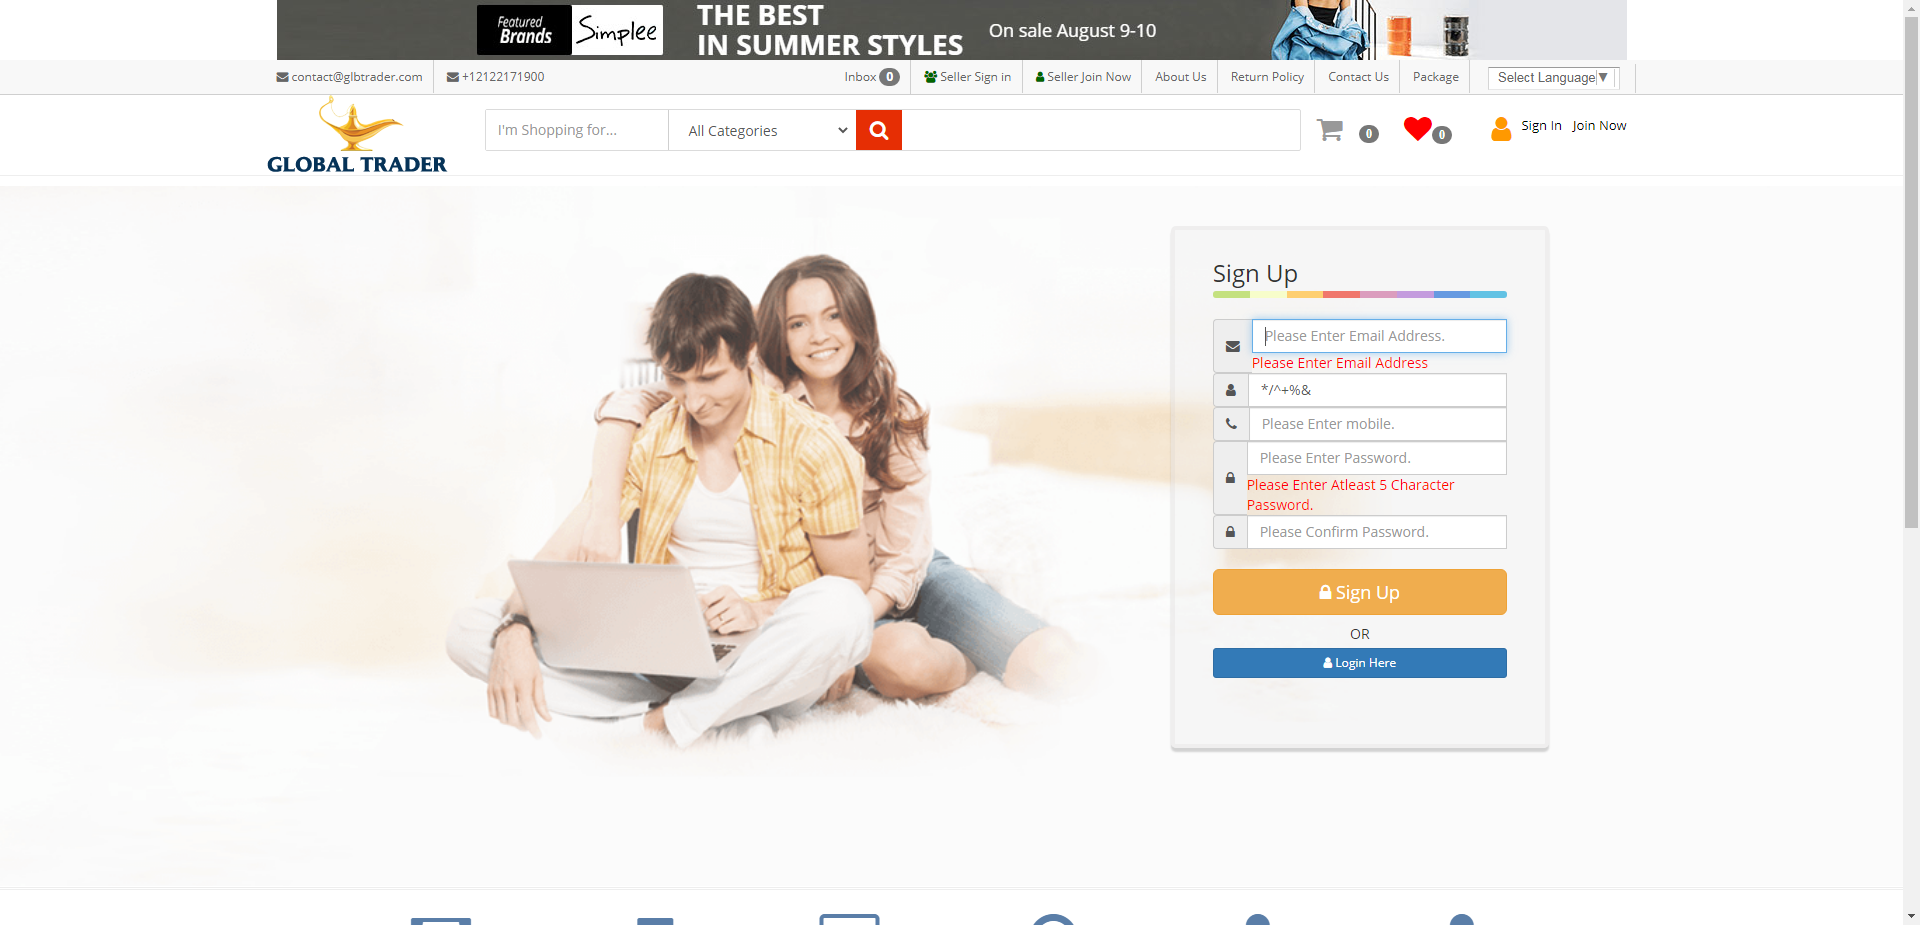 Featured
Brands
Simplee
THE BEST
IN SUMMER STYLES
On sale August 9-10
contact@glbtrader.com
+12122171900
Inbox 0
Seller Sign in
Seller Join Now
About Us
Return Policy
Contact Us
Package
Select Language▼
GLOBAL TRADER
I'm Shopping for...
All Categories
0
0
Sign In
Join Now
Sign Up
Please Enter Email Address.
Please Enter Email Address
*/^+%&
Please Enter mobile.
Please Enter Password.
Please Enter Atleast 5 Character
Password.
Please Confirm Password.
Sign Up
OR
Login Here